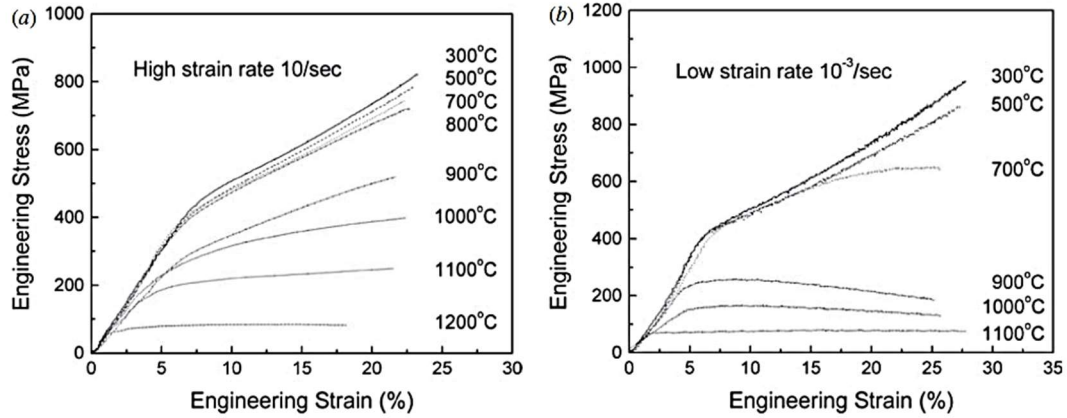 (a)
1000
800
600
400
200
0
Engineering Stress (MPa)
High strain rate 10/sec
300°C
500°C
700°C
800°C
900°C
1000°C
1100°C
1200°C
0 5 10 15 20 25 30
Engineering Strain (%)
(b)
1200
1000
800
600
400
200
0
Engineering Stress (MPa)
Low strain rate 10⁻³/sec
300°C
500°C
700°C
900°C
1000°C
1100°C
0 5 10 15 20 25 30 35
Engineering Strain (%)